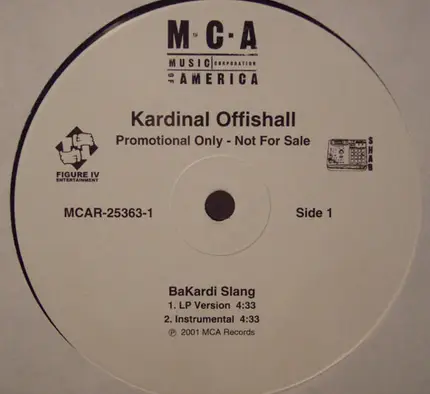 M·C·A
MUSIC CORPORATION
OF AMERICA
Kardinal Offishall
Promotional Only - Not For Sale
FIGURE IV
ENTERTAINMENT
MCAR-25363-1
Side 1
BaKardi Slang
1. LP Version 4:33
2. Instrumental 4:33
℗ 2001 MCA Records